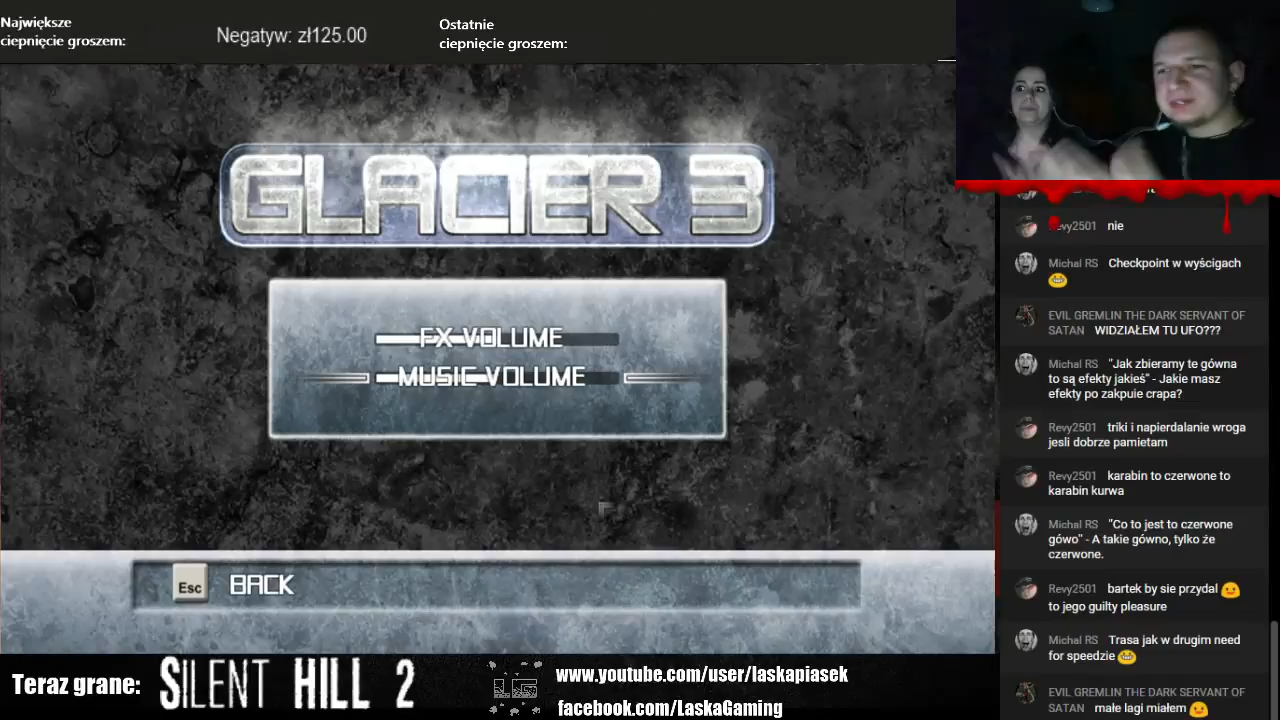 Największe
ciepnięcie groszem:
Negatyw: zł125.00
Ostatnie
ciepnięcie groszem:
GLACIER 3
FX VOLUME
MUSIC VOLUME
Esc BACK
Teraz grane: SILENT HILL 2
LG
www.youtube.com/user/laskapiasek
facebook.com/LaskaGaming
Revy2501 nie
Michal RS Checkpoint w wyścigach
EVIL GREMLIN THE DARK SERVANT OF
SATAN WIDZIAŁEM TU UFO???
Michal RS "Jak zbieramy te gówna
to są efekty jakieś" - Jakie masz
efekty po zakpuie crapa?
Revy2501 triki i napierdalanie wroga
jesli dobrze pamietam
Revy2501 karabin to czerwone to
karabin kurwa
Michal RS "Co to jest to czerwone
gówo" - A takie gówno, tylko że
czerwone.
Revy2501 bartek by sie przydal
to jego guilty pleasure
Michal RS Trasa jak w drugim need
for speedzie
EVIL GREMLIN THE DARK SERVANT OF
SATAN małe lagi miałem